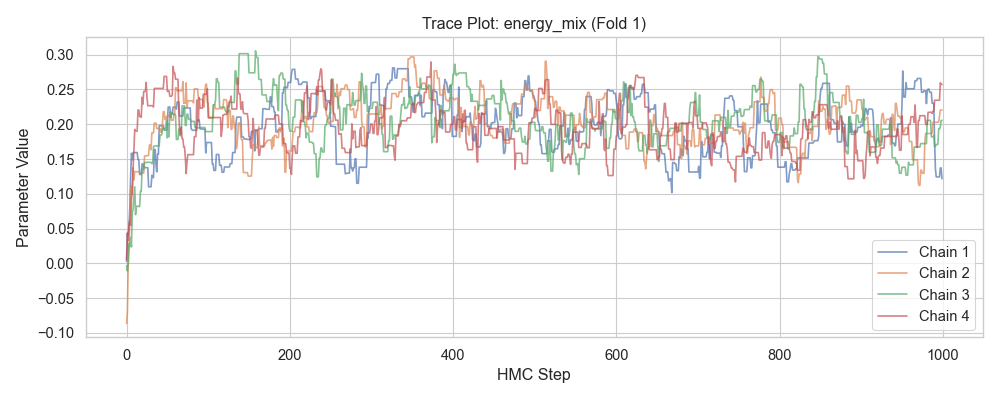 Trace Plot: energy_mix (Fold 1)
Parameter Value
0.30
0.25
0.20
0.15
0.10
0.05
0.00
−0.05
−0.10
Chain 1
Chain 2
Chain 3
Chain 4
0 200 400 600 800 1000
HMC Step